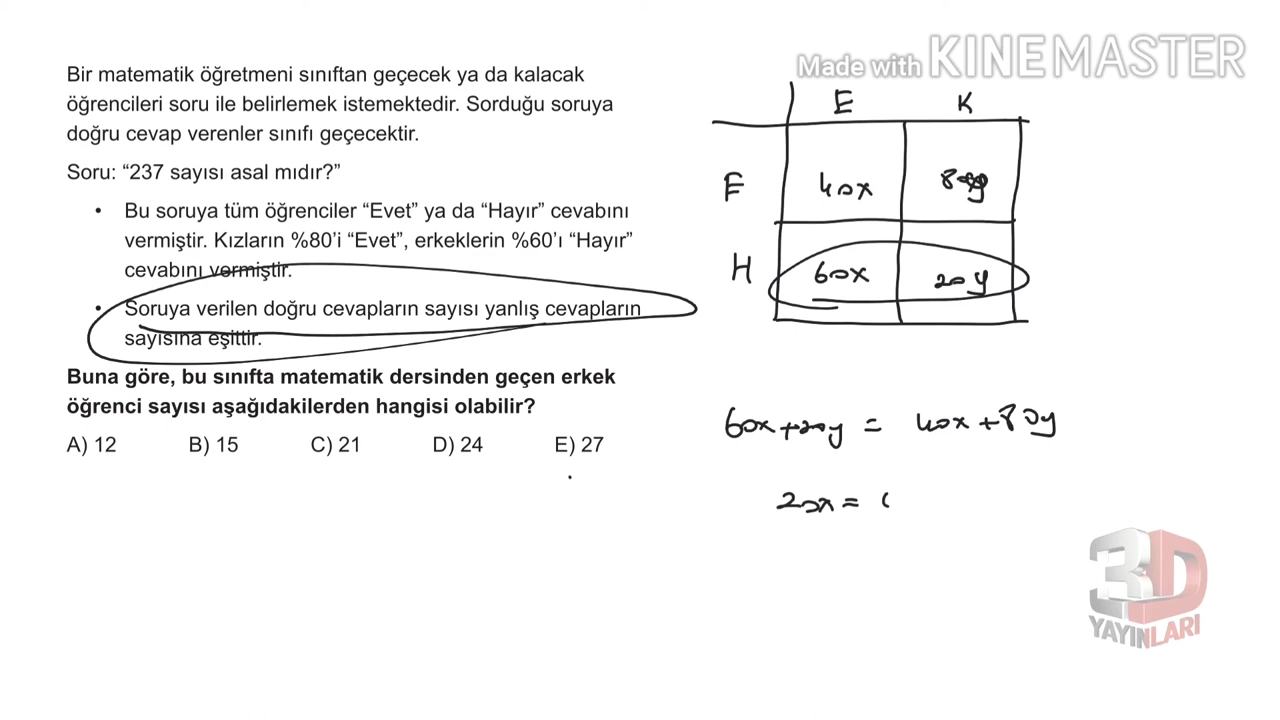 Made with KINEMASTER
Bir matematik öğretmeni sınıftan geçecek ya da kalacak
öğrencileri soru ile belirlemek istemektedir. Sorduğu soruya
doğru cevap verenler sınıfı geçecektir.
Soru: “237 sayısı asal mıdır?”
• Bu soruya tüm öğrenciler “Evet” ya da “Hayır” cevabını
vermiştir. Kızların %80’i “Evet”, erkeklerin %60’ı “Hayır”
cevabını vermiştir.
• Soruya verilen doğru cevapların sayısı yanlış cevapların
sayısına eşittir.
Buna göre, bu sınıfta matematik dersinden geçen erkek
öğrenci sayısı aşağıdakilerden hangisi olabilir?
A) 12 B) 15 C) 21 D) 24 E) 27
E K
E 40x
H 60x 20y
60x+20y = 40x+80y
20x =
3D
YAYINLARI